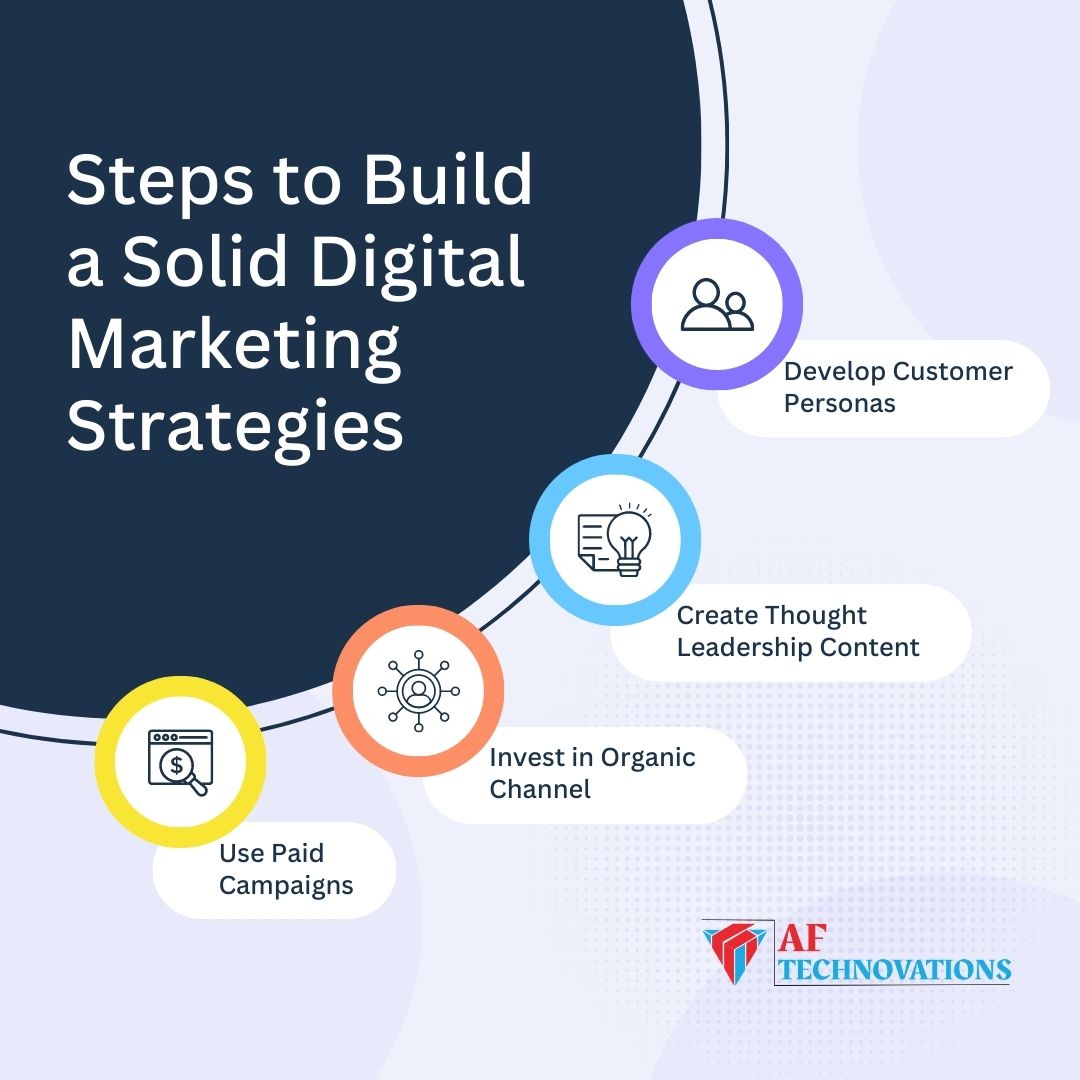 Steps to Build
a Solid Digital
Marketing
Strategies
Develop Customer
Personas
Create Thought
Leadership Content
Invest in Organic
Channel
$
Use Paid
Campaigns
AF
TECHNOVATIONS